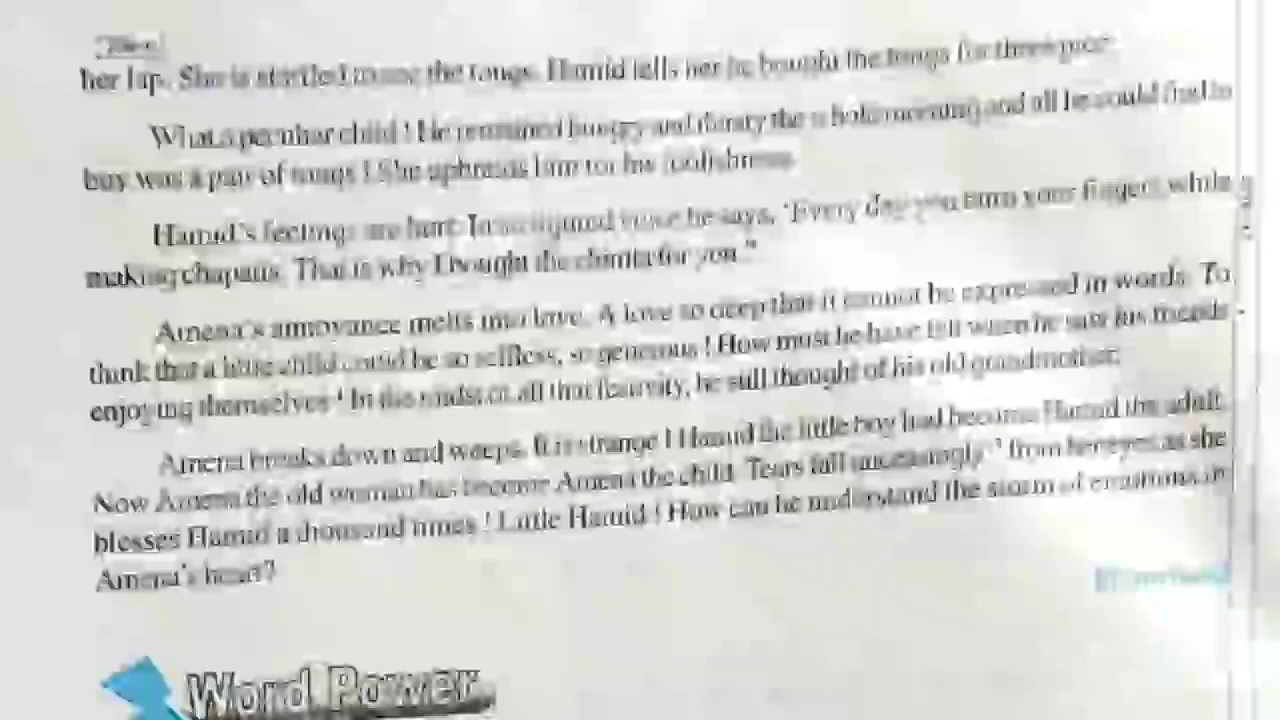 her lap. She is startled to see the tongs. Hamid tells her he bought the tongs for three pice.
What a peculiar child ! He remained hungry and thirsty the whole morning and all he could find to
buy was a pair of tongs ! She upbraids him for his foolishness.
Hamid's feelings are hurt. In an injured voice he says, "Every day you burn your fingers while
making chapatis. That is why I bought the chimta for you."
Amena's annoyance melts into love. A love so deep that it cannot be expressed in words. To
think that a little child could be so selfless, so generous ! How must he have felt when he saw his friends
enjoying themselves ! In the midst of all that festivity, he still thought of his old grandmother.
Amena breaks down and weeps. It is strange ! Hamid the little boy had become Hamid the adult.
Now Amena the old woman has become Amena the child. Tears fall unceasingly from her eyes as she
blesses Hamid a thousand times ! Little Hamid ! How can he understand the storm of emotions in
Amena's heart?
Word Power